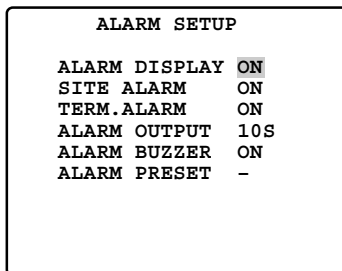 ALARM SETUP
ALARM DISPLAY ON
SITE ALARM ON
TERM.ALARM ON
ALARM OUTPUT 10S
ALARM BUZZER ON
ALARM PRESET –